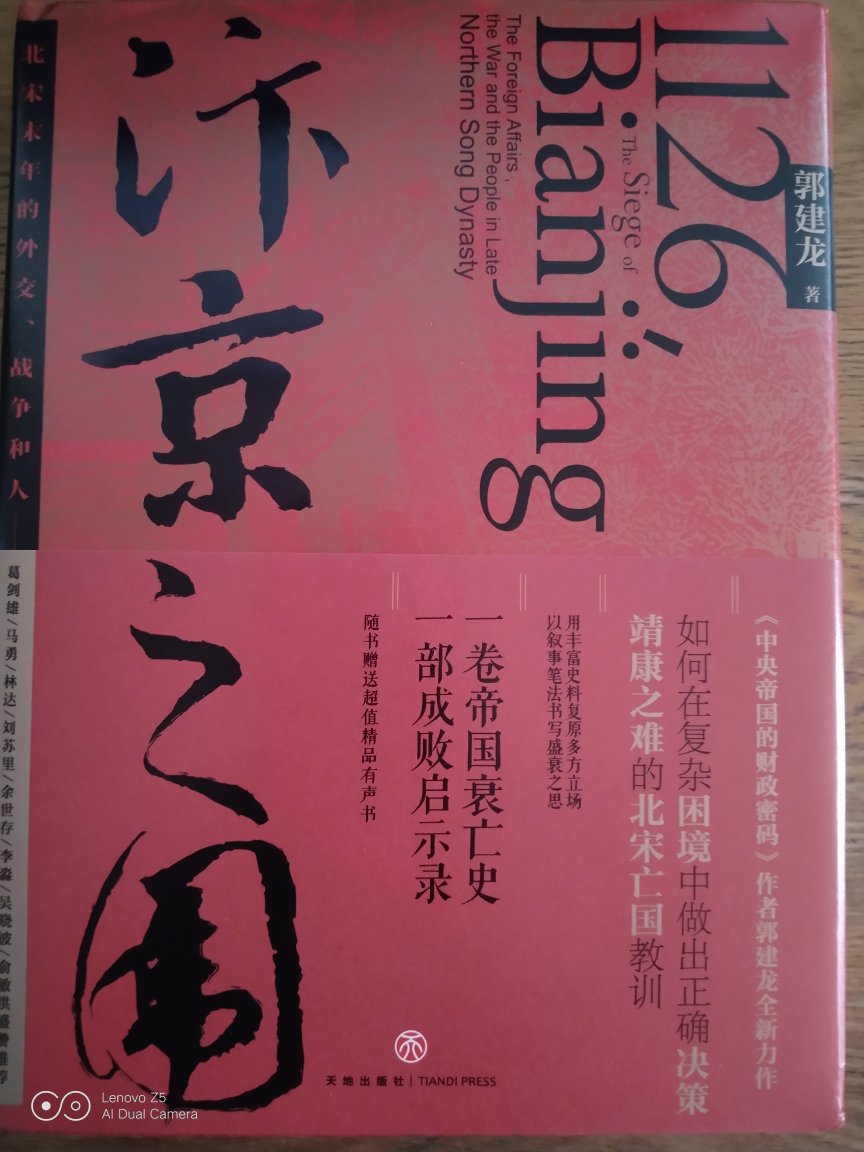 汴京之围
北宋末年的外交、战争和人
1126,
The Siege of
Bianjing:
The Foreign Affairs,
the War and the People in Late
Northern Song Dynasty
郭建龙 著
《中央帝国的财政密码》作者郭建龙全新力作
如何在复杂困境中做出正确决策
靖康之难的北宋亡国教训
用丰富史料复原多方立场
以叙事笔法书写盛衰之思
一卷帝国衰亡史
一部成败启示录
随书赠送超值精品有声书
葛剑雄/马勇/林达/刘苏里/余世存/李淼/吴晓波/俞敏洪盛赞推荐
天地出版社 | TIANDI PRESS
Lenovo Z5
AI Dual Camera